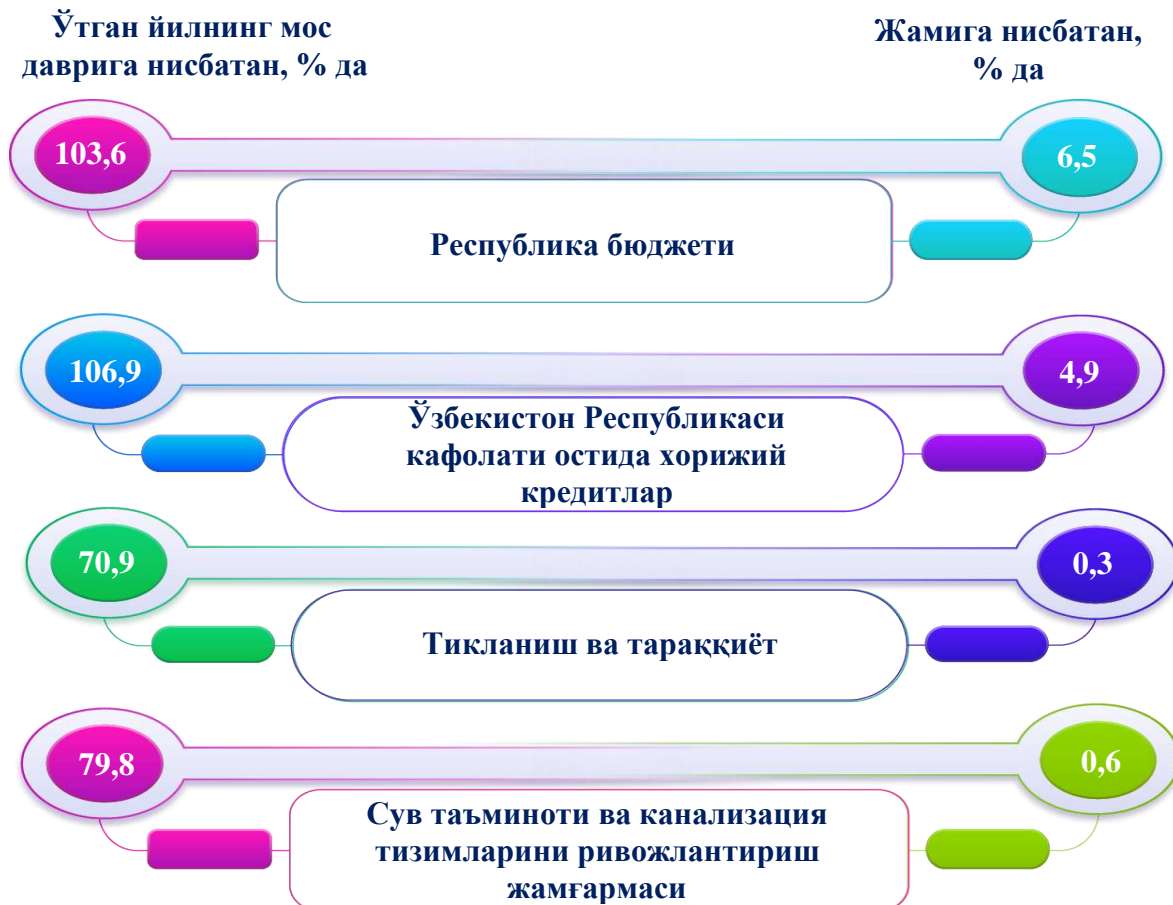 Ўтган йилнинг мос
даврига нисбатан, % да
Жамига нисбатан,
% да
103,6
6,5
Республика бюджети
106,9
4,9
Ўзбекистон Республикаси
кафолати остида хорижий
кредитлар
70,9
0,3
Тикланиш ва тараққиёт
79,8
0,6
Сув таъминоти ва канализация
тизимларини ривожлантириш
жамғармаси